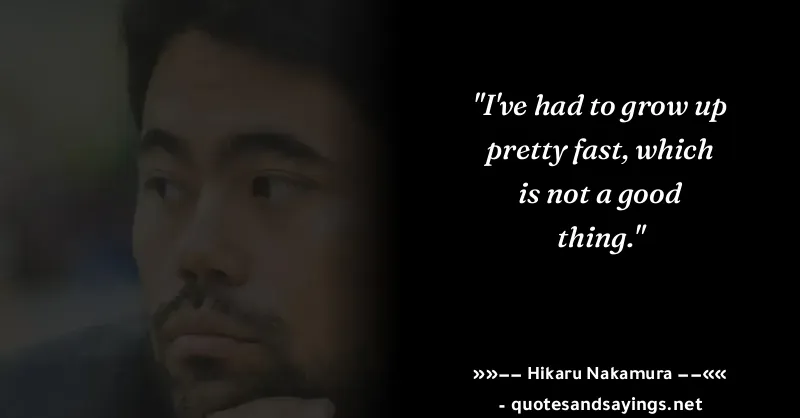 "I've had to grow up
pretty fast, which
is not a good
thing."
»»−− Hikaru Nakamura −−««
- quotesandsayings.net